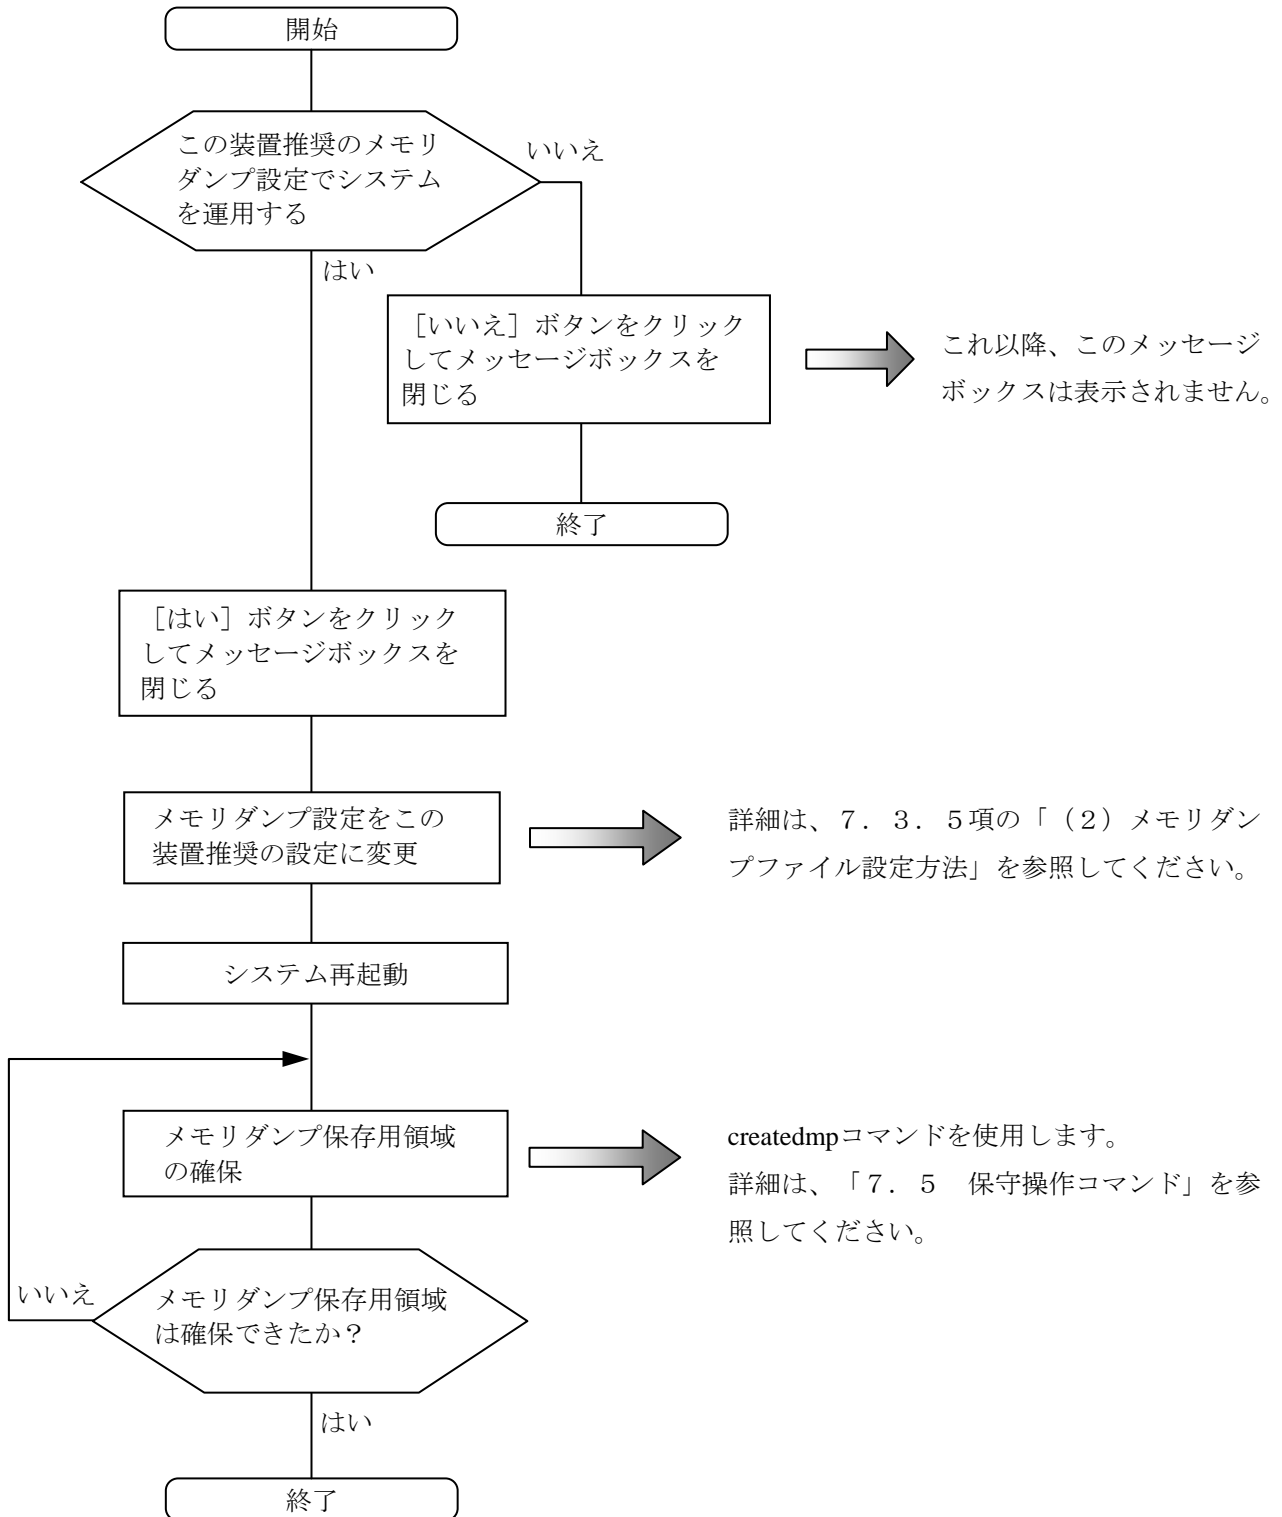 開始
この装置推奨のメモリ
ダンプ設定でシステム
を運用する
いいえ
はい
［いいえ］ボタンをクリック
してメッセージボックスを
閉じる
これ以降、このメッセージ
ボックスは表示されません。
終了
［はい］ボタンをクリック
してメッセージボックスを
閉じる
メモリダンプ設定をこの
装置推奨の設定に変更
詳細は、７．３．５項の「（２）メモリダン
プファイル設定方法」を参照してください。
システム再起動
メモリダンプ保存用領域
の確保
createdmpコマンドを使用します。
詳細は、「７．５　保守操作コマンド」を参
照してください。
いいえ
メモリダンプ保存用領域
は確保できたか？
はい
終了